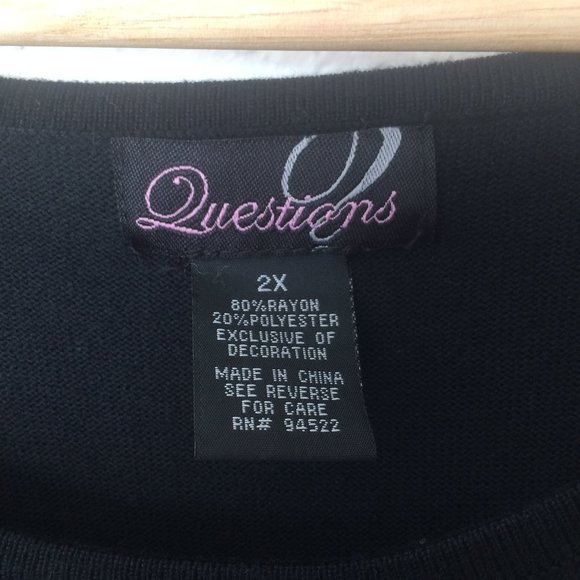 Questions
2X
80%RAYON
20%POLYESTER
EXCLUSIVE OF
DECORATION
MADE IN CHINA
SEE REVERSE
FOR CARE
RN# 94522